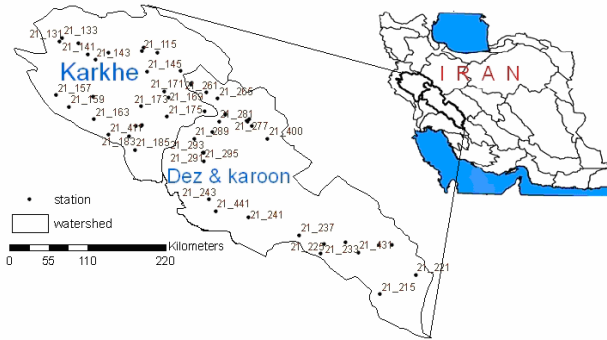 21_131 21_133
21_141 21_143 21_115
Karkhe 21_145
I R A N
21_157 21_171 21_261
21_159 21_173 21_169 21_266
21_163 21_175 21_281
21_411 21_289 21_277 21_400
21_183 21_185 21_293
21_291 21_295
Dez & karoon
21_243
21_441 21_241
21_237
21_225 21_233 21_431
21_221
21_215
station
watershed
Kilometers
0 55 110 220